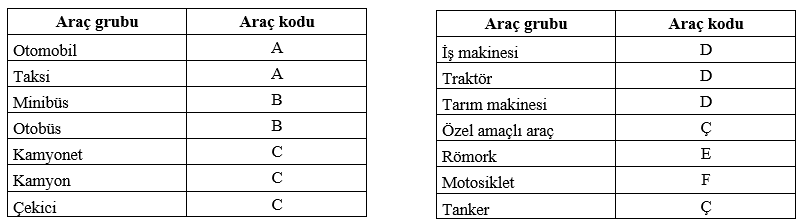 Araç grubu Araç kodu
Otomobil A
Taksi A
Minibüs B
Otobüs B
Kamyonet C
Kamyon C
Çekici C
Araç grubu Araç kodu
İş makinesi D
Traktör D
Tarım makinesi D
Özel amaçlı araç Ç
Römork E
Motosiklet F
Tanker Ç